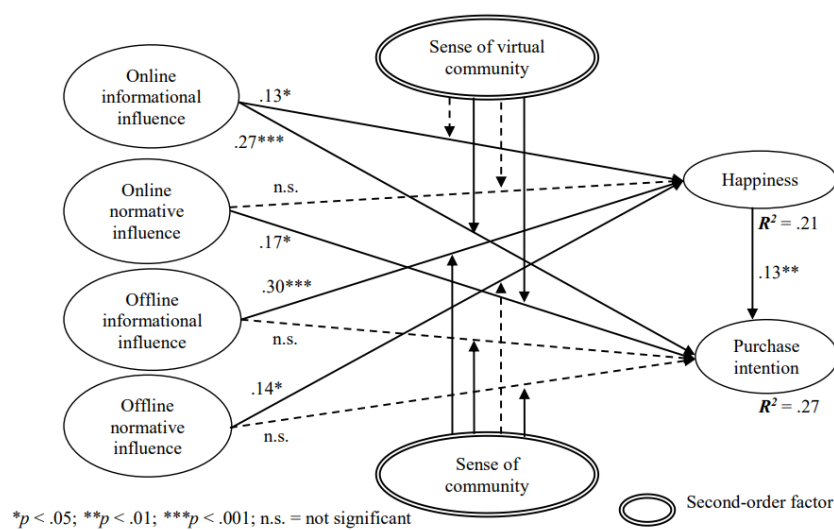 Online
informational
influence
.13*
.27***
Sense of virtual
community
Online
normative
influence
n.s.
.17*
Happiness
R² = .21
.13**
Offline
informational
influence
.30***
n.s.
Purchase
intention
R² = .27
Offline
normative
influence
.14*
n.s.
Sense of
community
Second-order factor
*p < .05; **p < .01; ***p < .001; n.s. = not significant